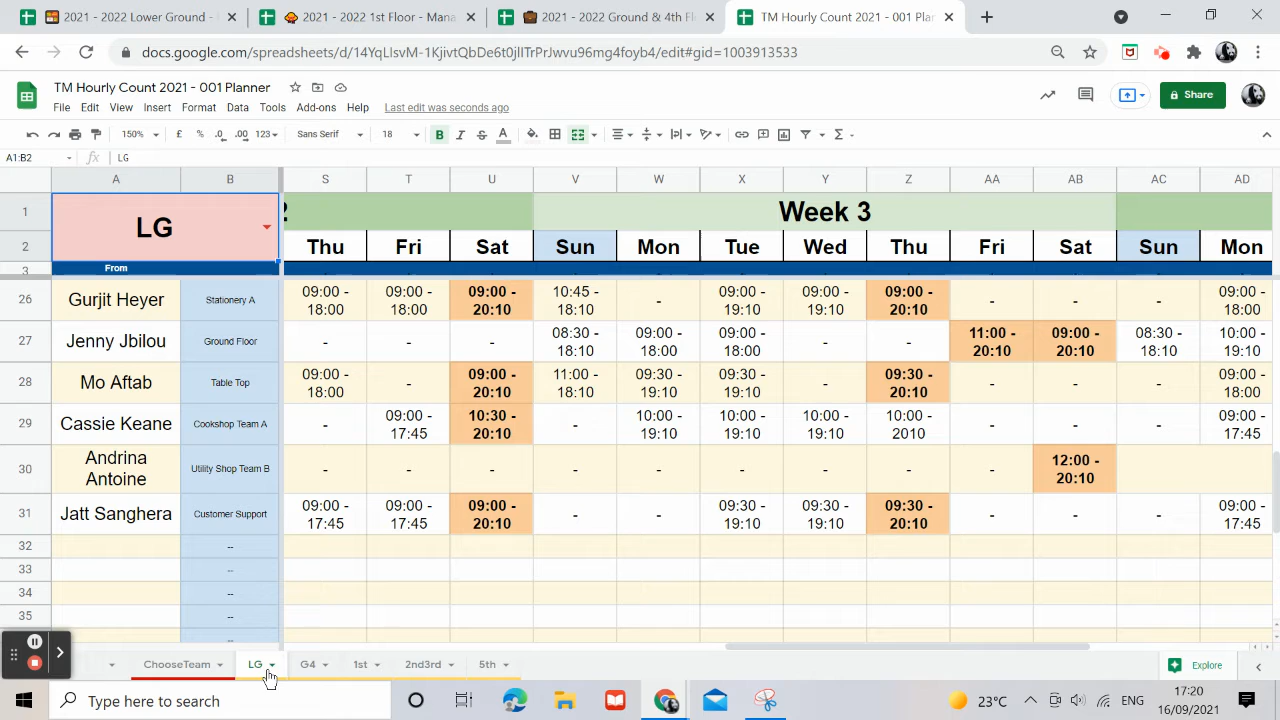 2021 - 2022 Lower Ground
2021 - 2022 1st Floor - Mana
2021 - 2022 Ground & 4th Fl
TM Hourly Count 2021 - 001 Plan
docs.google.com/spreadsheets/d/14YqLIsvM-1KjivtQbDe6t0jlITrPrJwvu96mg4foyb4/edit#gid=1003913533
TM Hourly Count 2021 - 001 Planner
File Edit View Insert Format Data Tools Add-ons Help Last edit was seconds ago
Share
150% £ % .0 .00 123 Sans Serif 18 B I S A
A1:B2 fx LG
A B S T U V W X Y Z AA AB AC AD
1 LG 2 Week 3
2 Thu Fri Sat Sun Mon Tue Wed Thu Fri Sat Sun Mon
3 From
26 Gurjit Heyer Stationery A 09:00 - 18:00 09:00 - 18:00 09:00 - 20:10 10:45 - 18:10 - 09:00 - 19:10 09:00 - 19:10 09:00 - 20:10 - - - 09:00 - 18:00
27 Jenny Jbilou Ground Floor - - - 08:30 - 18:10 09:00 - 18:00 09:00 - 18:00 - - 11:00 - 20:10 09:00 - 20:10 08:30 - 18:10 10:00 - 19:10
28 Mo Aftab Table Top 09:00 - 18:00 - 09:00 - 20:10 11:00 - 18:10 09:30 - 19:10 09:30 - 19:10 - 09:30 - 20:10 - - - 09:00 - 18:00
29 Cassie Keane Cookshop Team A - 09:00 - 17:45 10:30 - 20:10 - 10:00 - 19:10 10:00 - 19:10 10:00 - 19:10 10:00 - 2010 - - - 09:00 - 17:45
30 Andrina Antoine Utility Shop Team B - - - - - - - - - 12:00 - 20:10
31 Jatt Sanghera Customer Support 09:00 - 17:45 09:00 - 17:45 09:00 - 20:10 - - 09:30 - 19:10 09:30 - 19:10 09:30 - 20:10 - - - 09:00 - 17:45
32 --
33 --
34 --
35 --
--
ChooseTeam LG G4 1st 2nd3rd 5th Explore
Type here to search 23°C ENG 17:20
16/09/2021